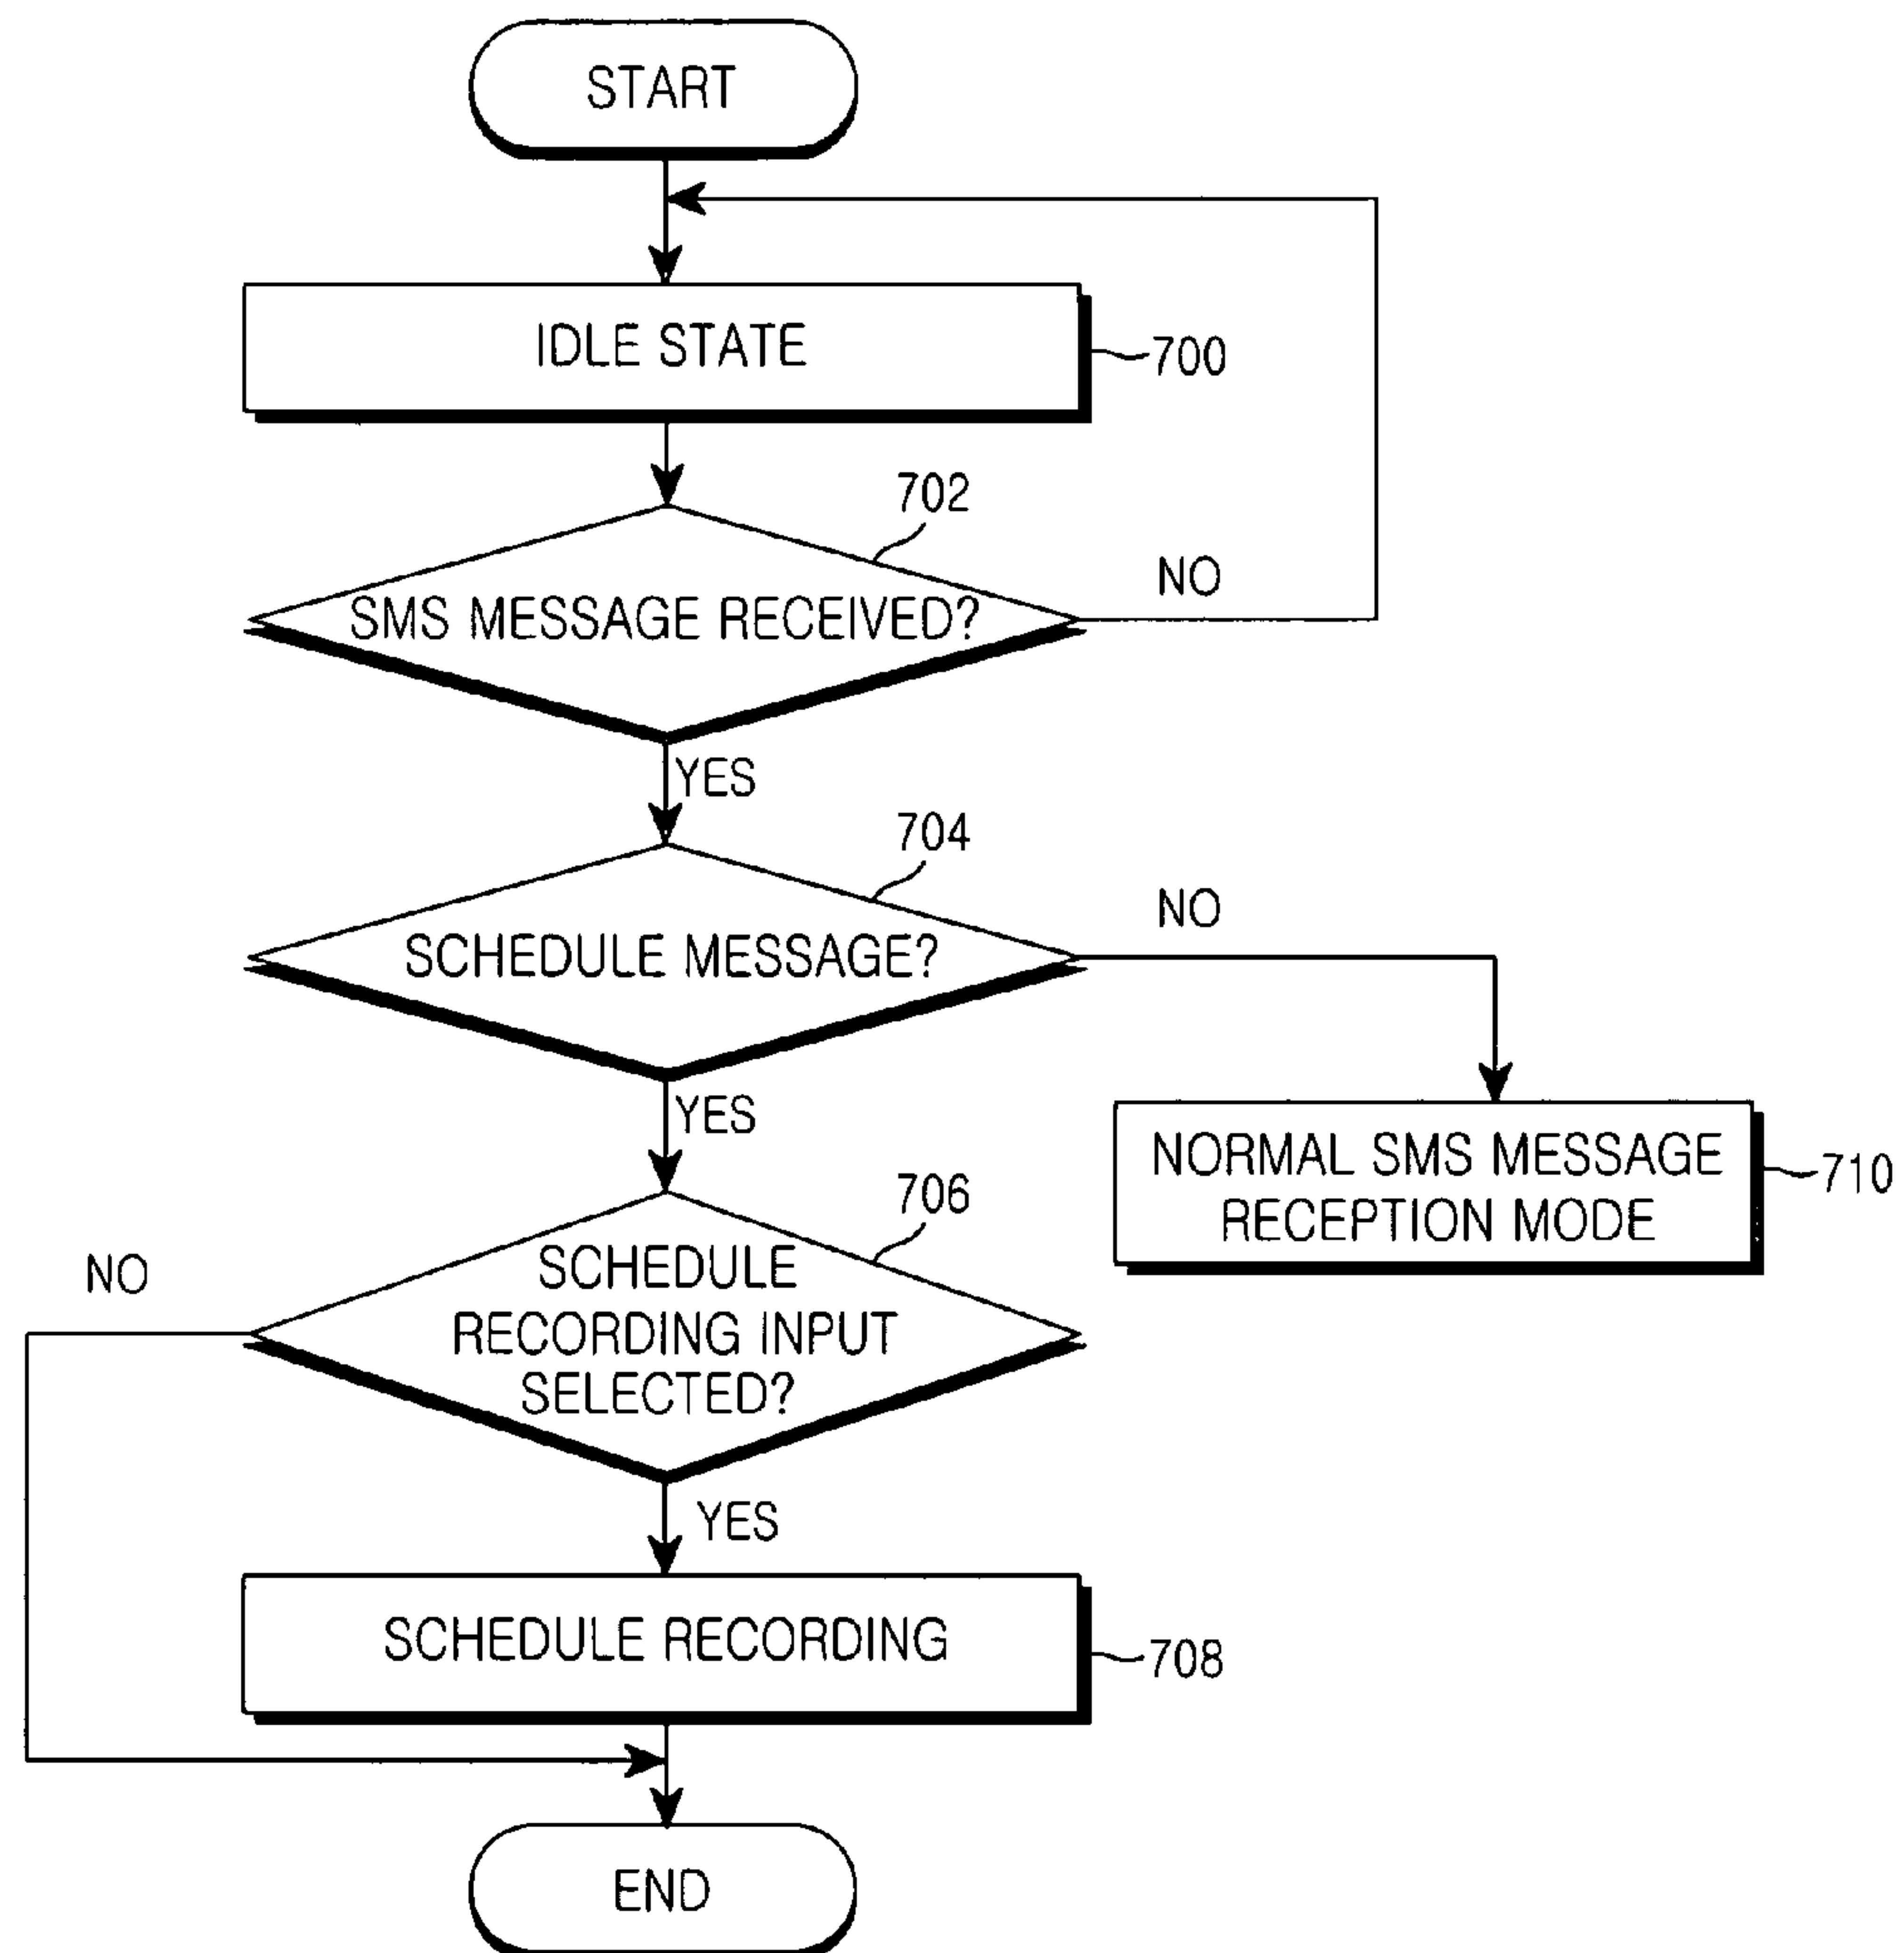 START
IDLE STATE
700
702
SMS MESSAGE RECEIVED?
NO
YES
704
SCHEDULE MESSAGE?
NO
YES
NORMAL SMS MESSAGE
RECEPTION MODE
710
706
SCHEDULE
RECORDING INPUT
SELECTED?
NO
YES
SCHEDULE RECORDING
708
END